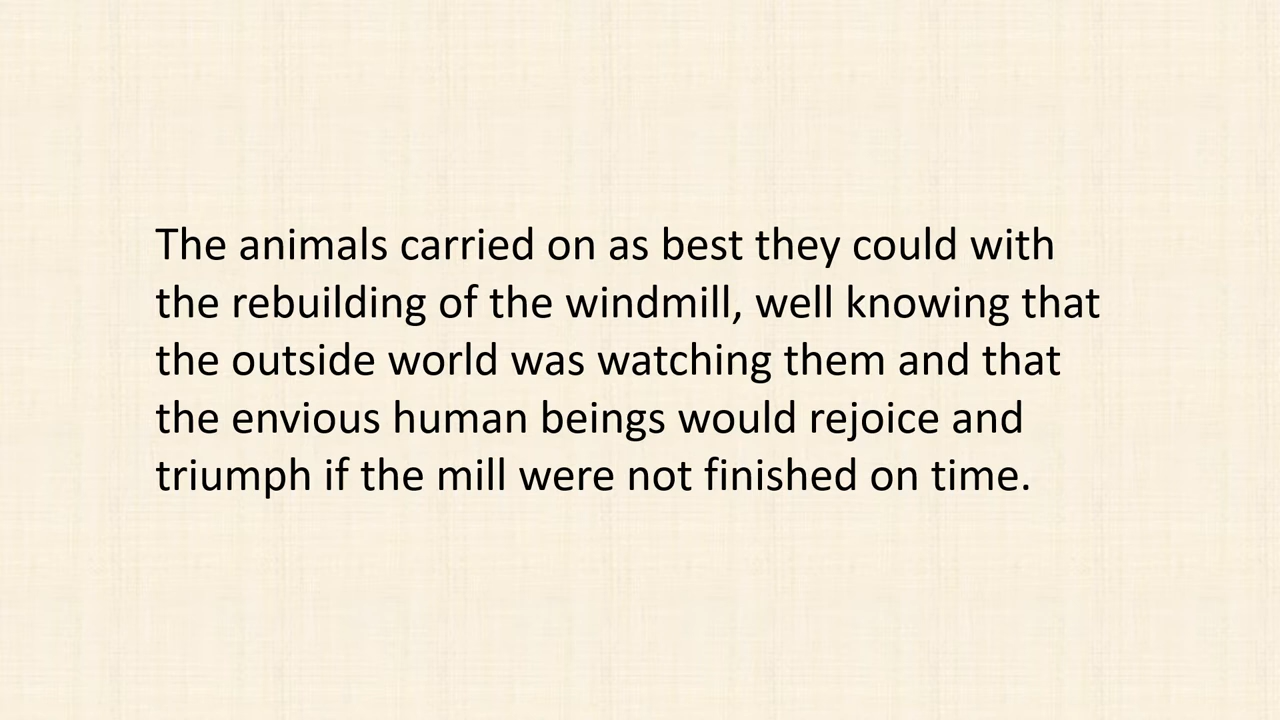 The animals carried on as best they could with
the rebuilding of the windmill, well knowing that
the outside world was watching them and that
the envious human beings would rejoice and
triumph if the mill were not finished on time.